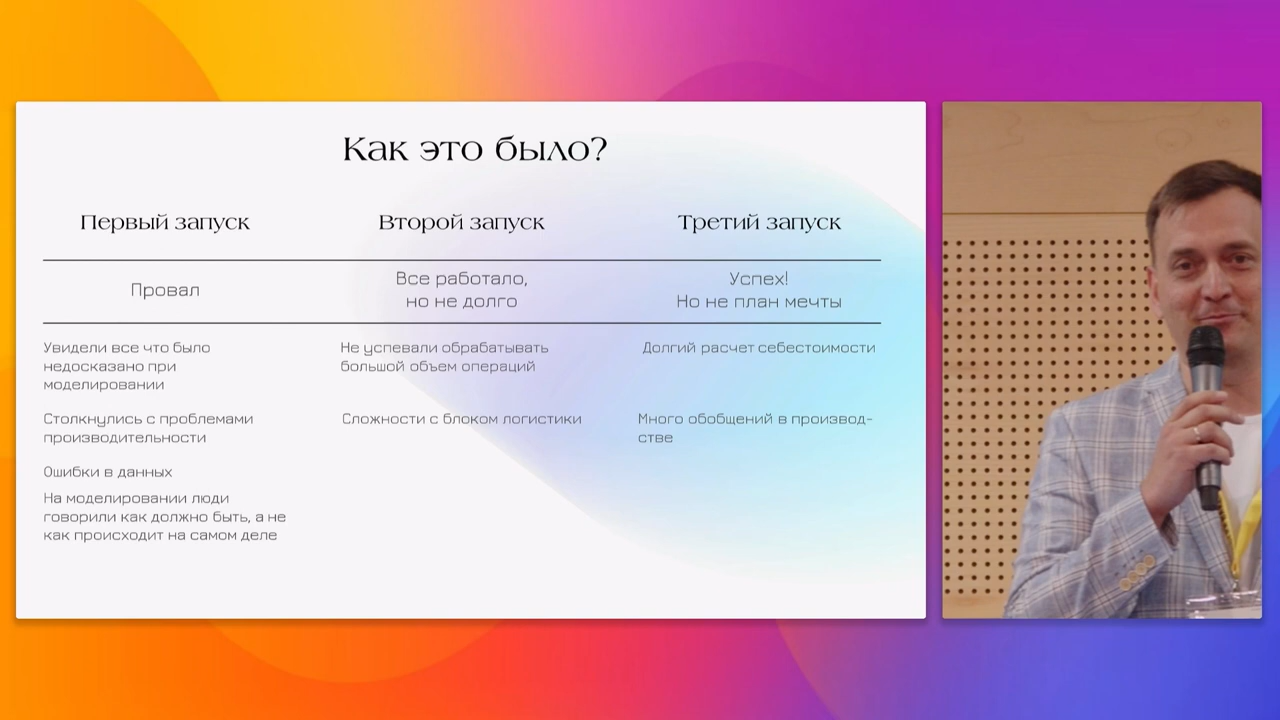 Как это было?
Первый запуск
Второй запуск
Третий запуск
Провал
Все работало,
но не долго
Успех!
Но не план мечты
Увидели все что было
недосказано при
моделировании
Столкнулись с проблемами
производительности
Ошибки в данных
На моделировании люди
говорили как должно быть, а не
как происходит на самом деле
Не успевали обрабатывать
большой объем операций
Сложности с блоком логистики
Долгий расчет себестоимости
Много обобщений в производ-
стве